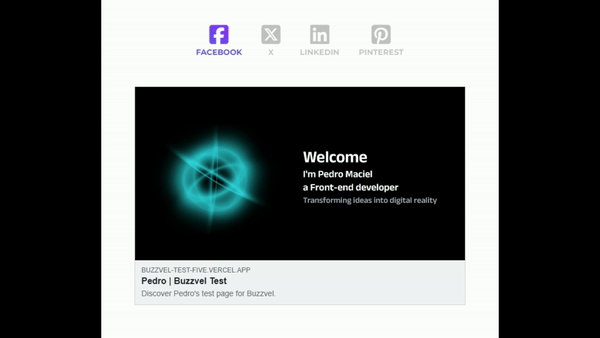 FACEBOOK X LINKEDIN PINTEREST
Welcome
I'm Pedro Maciel
a Front-end developer
Transforming ideas into digital reality
BUZZVEL-TEST-FIVE.VERCEL.APP
Pedro | Buzzvel Test
Discover Pedro's test page for Buzzvel.